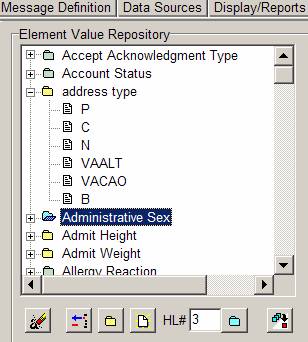 Message Definition Data Sources Display/Reports
Element Value Repository
Accept Acknowledgment Type
Account Status
address type
P
C
N
VAALT
VACAO
B
Administrative Sex
Admit Height
Admit Weight
Allergy Reaction
HL# 3